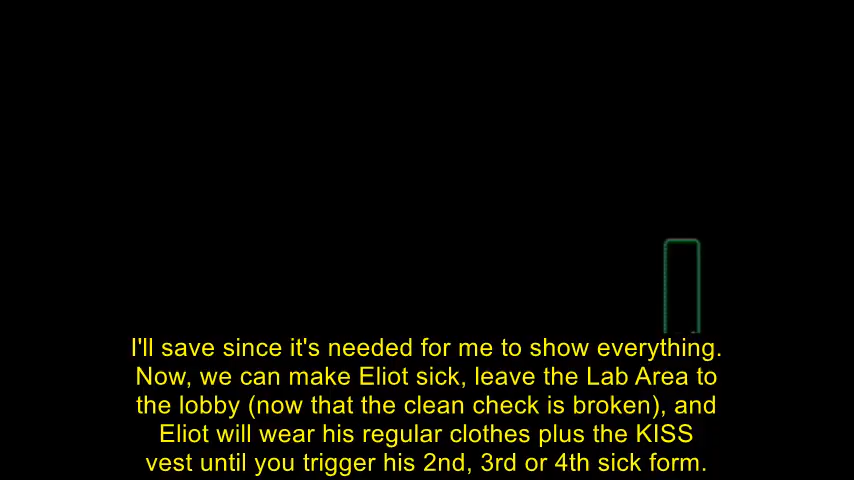 I'll save since it's needed for me to show everything.
Now, we can make Eliot sick, leave the Lab Area to
the lobby (now that the clean check is broken), and
Eliot will wear his regular clothes plus the KISS
vest until you trigger his 2nd, 3rd or 4th sick form.